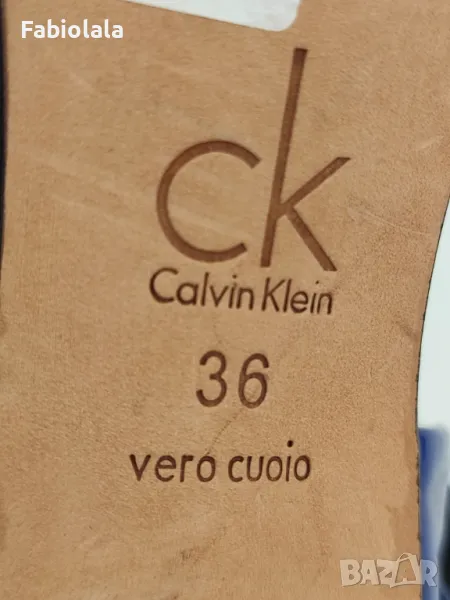 Fabiolala
ck
Calvin Klein
36
vero cuoio
BAZAR